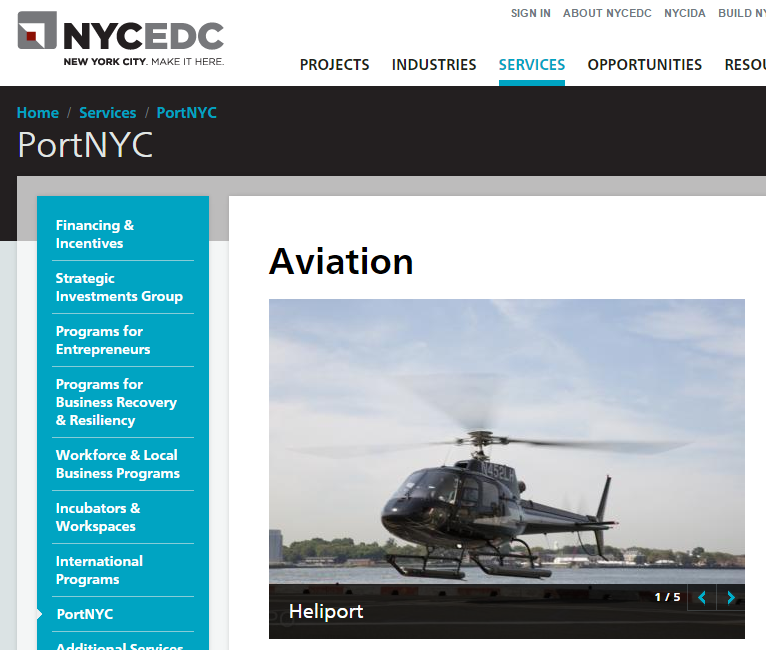 NYCEDC
NEW YORK CITY. MAKE IT HERE.
SIGN IN ABOUT NYCEDC NYCIDA BUILD NY
PROJECTS INDUSTRIES SERVICES OPPORTUNITIES RESOU
Home / Services / PortNYC
PortNYC
Financing &
Incentives
Strategic
Investments Group
Programs for
Entrepreneurs
Programs for
Business Recovery
& Resiliency
Workforce & Local
Business Programs
Incubators &
Workspaces
International
Programs
PortNYC
Additional Services
Aviation
N452LH
1 / 5
Heliport